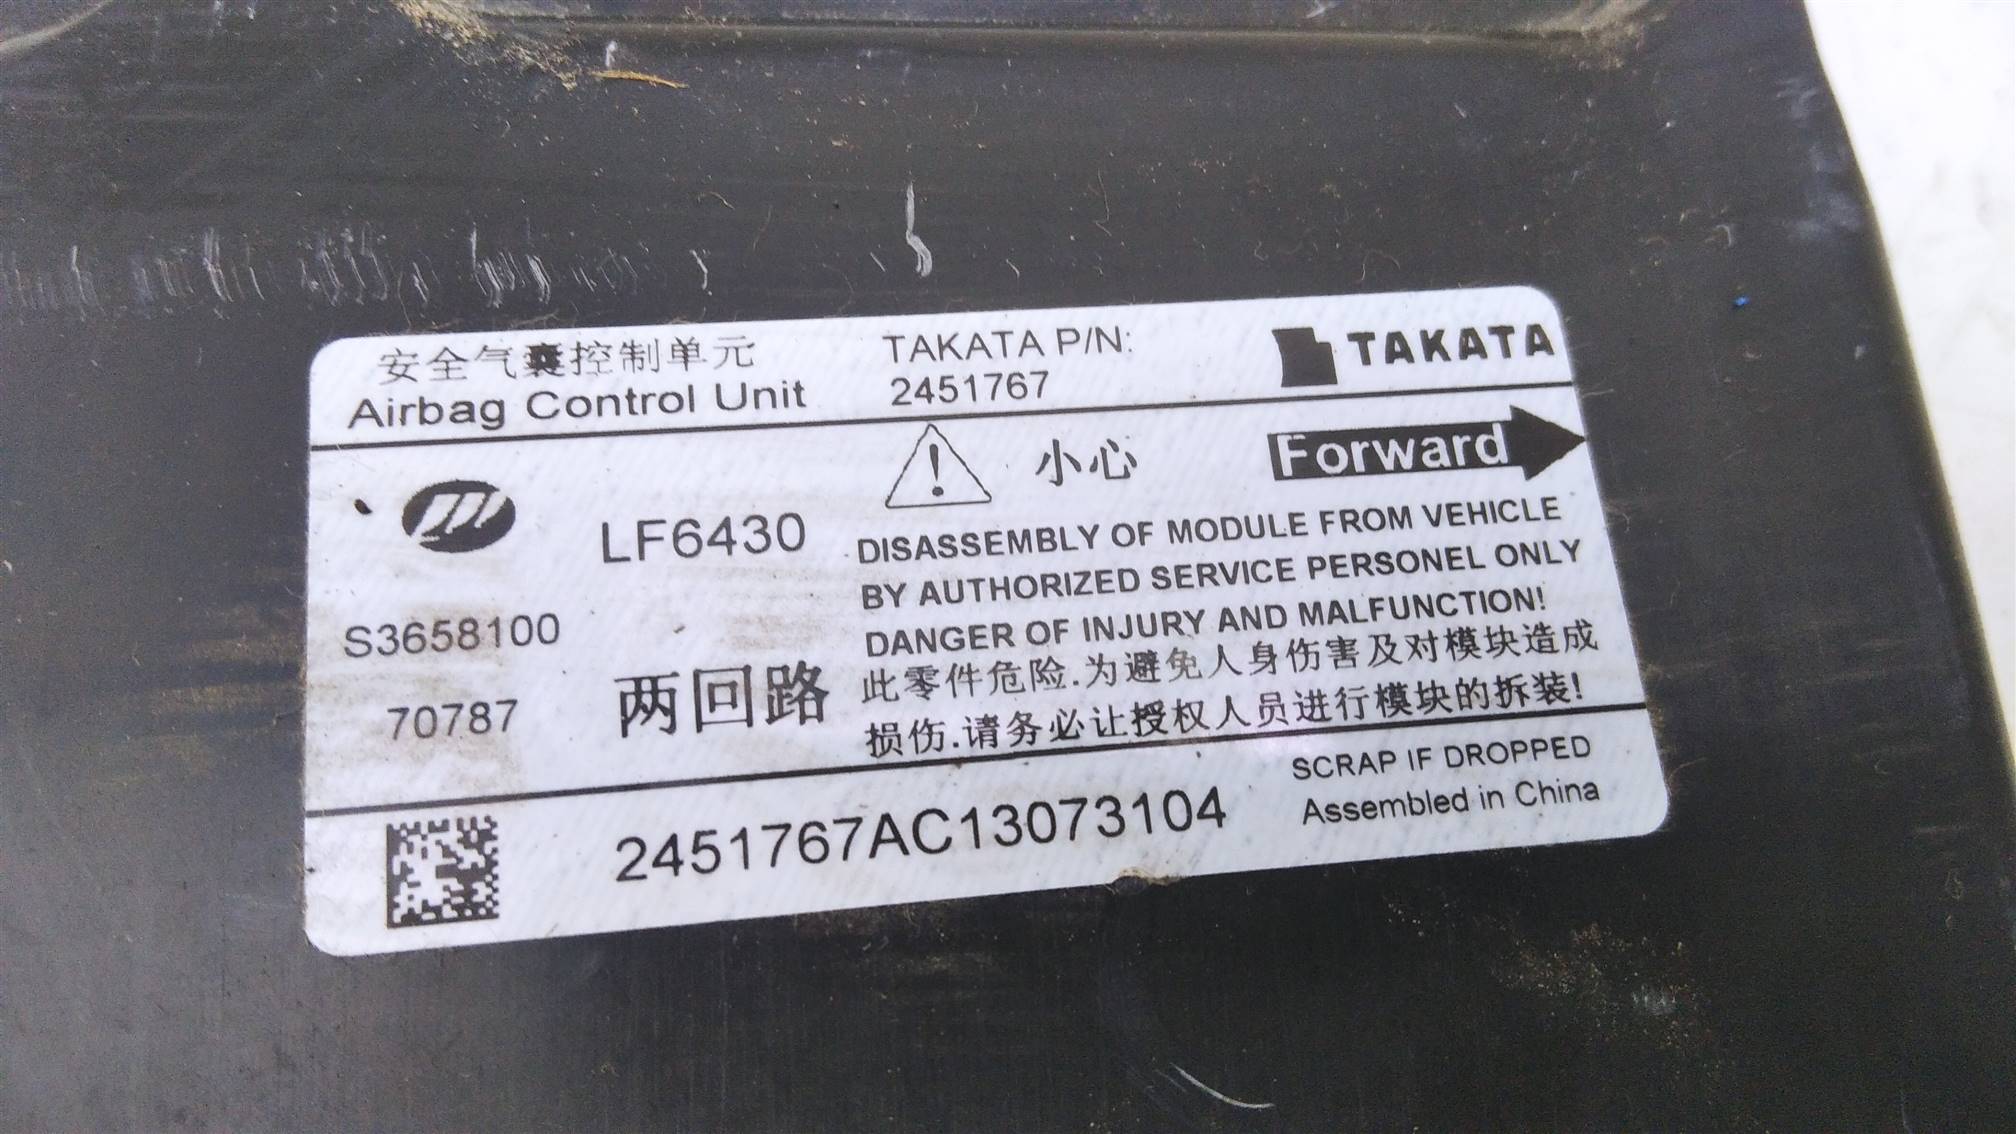 安全气囊控制单元
Airbag Control Unit
TAKATA P/N:
2451767
TAKATA
LF6430
S3658100
70787
两回路
小心
Forward
DISASSEMBLY OF MODULE FROM VEHICLE
BY AUTHORIZED SERVICE PERSONEL ONLY
DANGER OF INJURY AND MALFUNCTION!
此零件危险.为避免人身伤害及对模块造成
损伤.请务必让授权人员进行模块的拆装!
2451767AC13073104
SCRAP IF DROPPED
Assembled in China